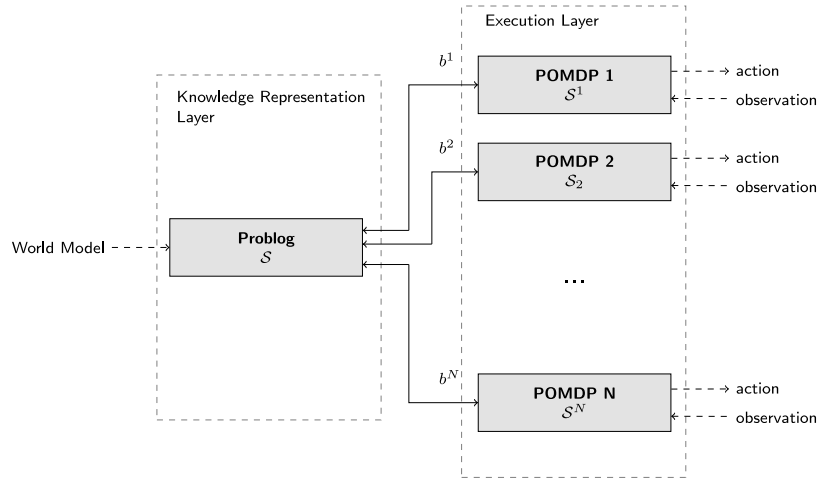 Execution Layer
Knowledge Representation
Layer
b¹
POMDP 1
𝒮¹
action
observation
b²
POMDP 2
𝒮₂
action
observation
World Model
Problog
𝒮
...
bᴺ
POMDP N
𝒮ᴺ
action
observation